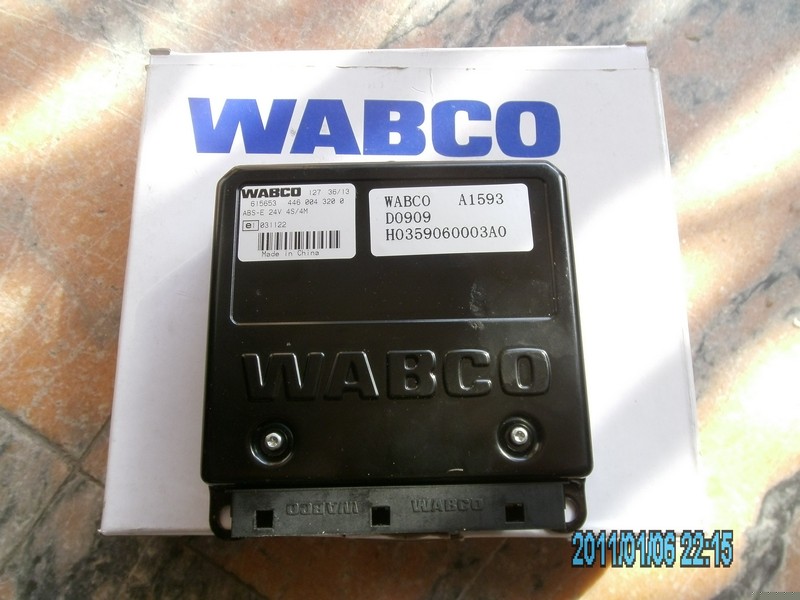 WABCO
WABCO 127 36/13
615653 446 004 320 0
ABS-E 24V 4S/4M
e1 031122
Made in China
WABCO A1593
D0909
H0359060003A0
WABCO
WABCO WABCO
2011/01/06 22:15